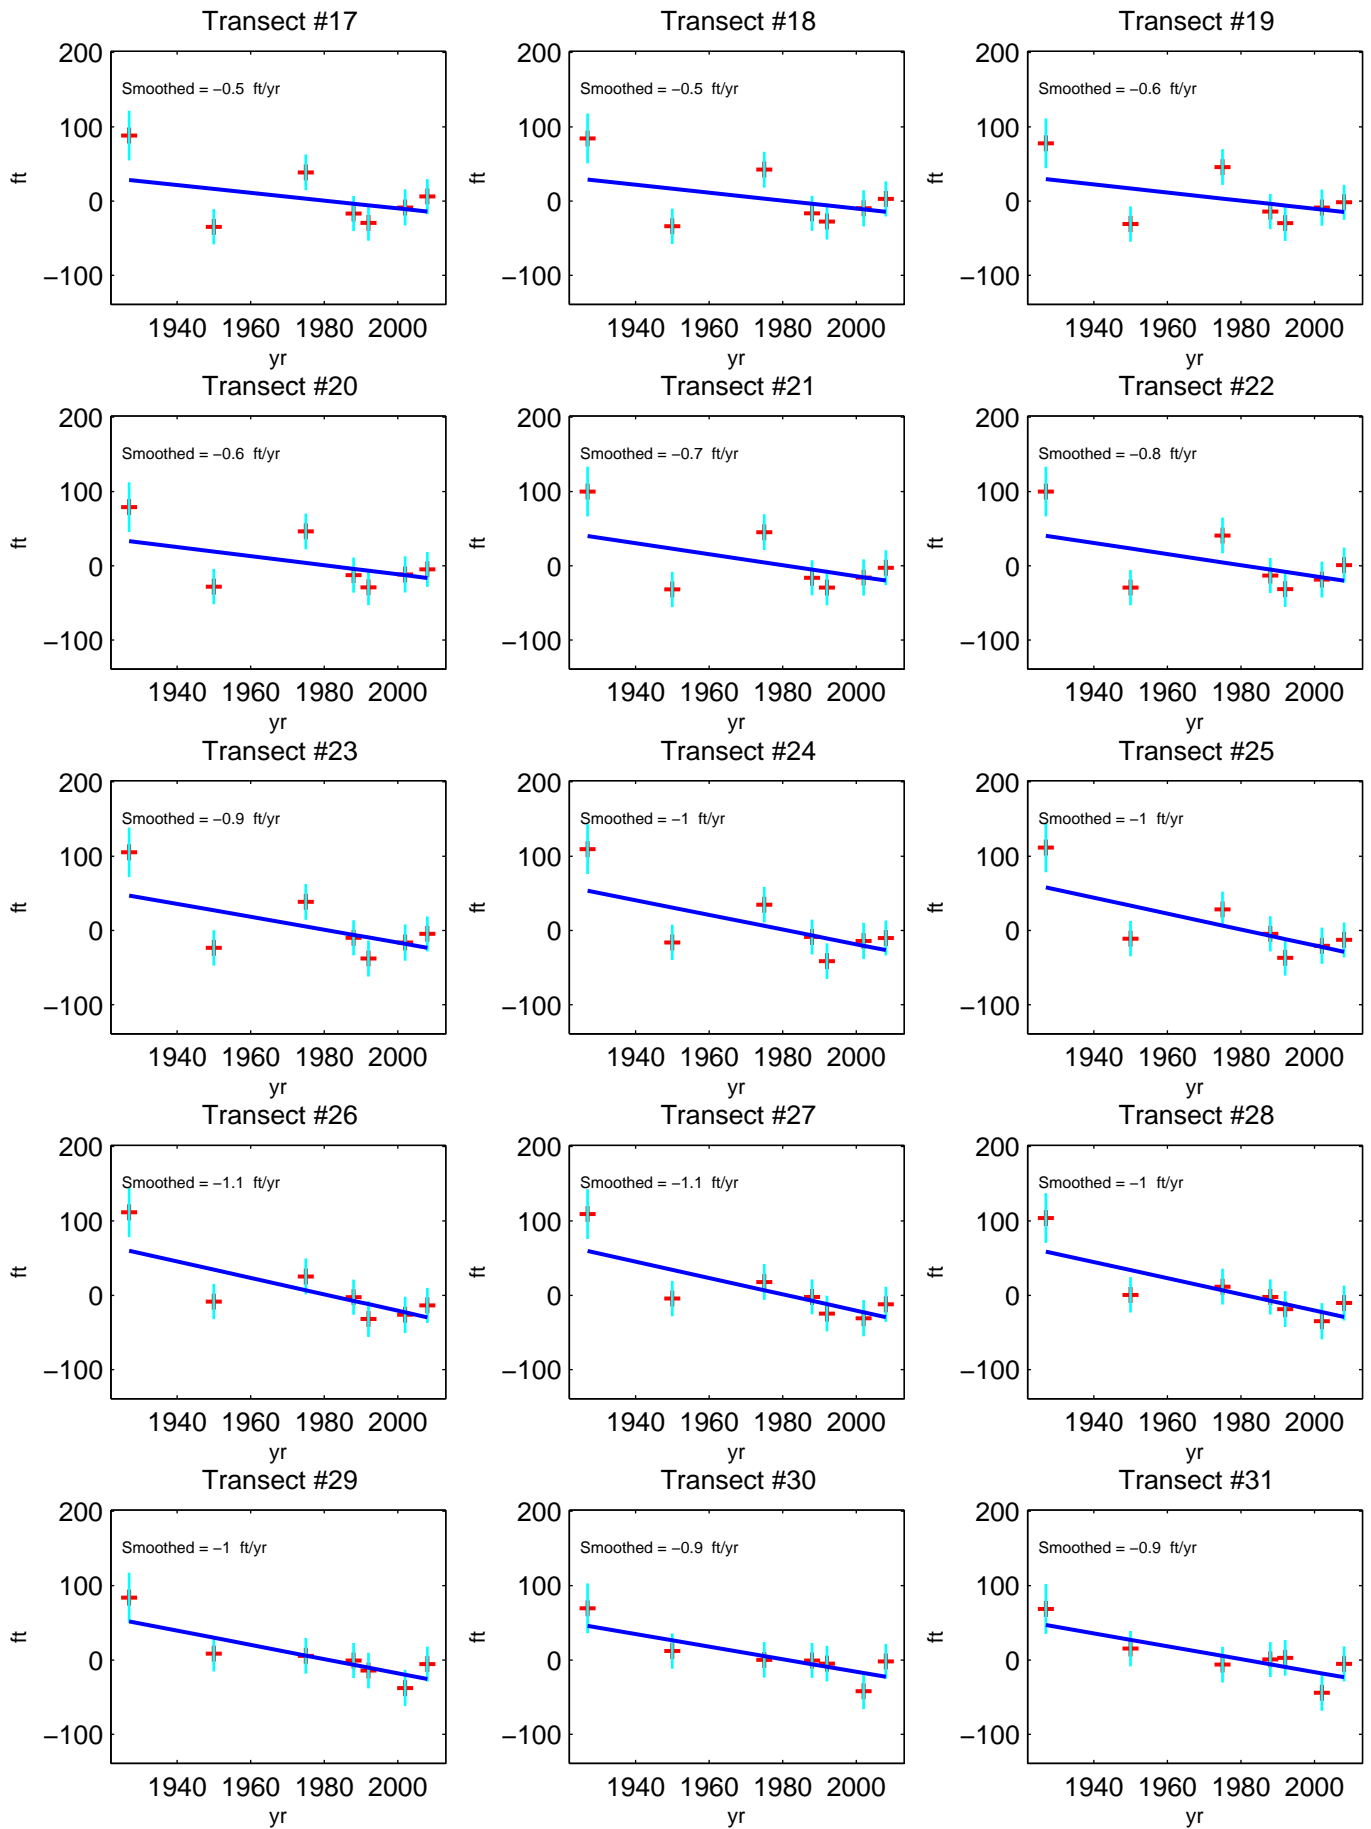 Transect #17 Transect #18 Transect #19
200 200 200
Smoothed = −0.5 ft/yr Smoothed = −0.5 ft/yr Smoothed = −0.6 ft/yr
100 100 100
ft ft ft
0 0 0
−100 −100 −100
1940 1960 1980 2000 1940 1960 1980 2000 1940 1960 1980 2000
yr yr yr
Transect #20 Transect #21 Transect #22
200 200 200
Smoothed = −0.6 ft/yr Smoothed = −0.7 ft/yr Smoothed = −0.8 ft/yr
100 100 100
ft ft ft
0 0 0
−100 −100 −100
1940 1960 1980 2000 1940 1960 1980 2000 1940 1960 1980 2000
yr yr yr
Transect #23 Transect #24 Transect #25
200 200 200
Smoothed = −0.9 ft/yr Smoothed = −1 ft/yr Smoothed = −1 ft/yr
100 100 100
ft ft ft
0 0 0
−100 −100 −100
1940 1960 1980 2000 1940 1960 1980 2000 1940 1960 1980 2000
yr yr yr
Transect #26 Transect #27 Transect #28
200 200 200
Smoothed = −1.1 ft/yr Smoothed = −1.1 ft/yr Smoothed = −1 ft/yr
100 100 100
ft ft ft
0 0 0
−100 −100 −100
1940 1960 1980 2000 1940 1960 1980 2000 1940 1960 1980 2000
yr yr yr
Transect #29 Transect #30 Transect #31
200 200 200
Smoothed = −1 ft/yr Smoothed = −0.9 ft/yr Smoothed = −0.9 ft/yr
100 100 100
ft ft ft
0 0 0
−100 −100 −100
1940 1960 1980 2000 1940 1960 1980 2000 1940 1960 1980 2000
yr yr yr